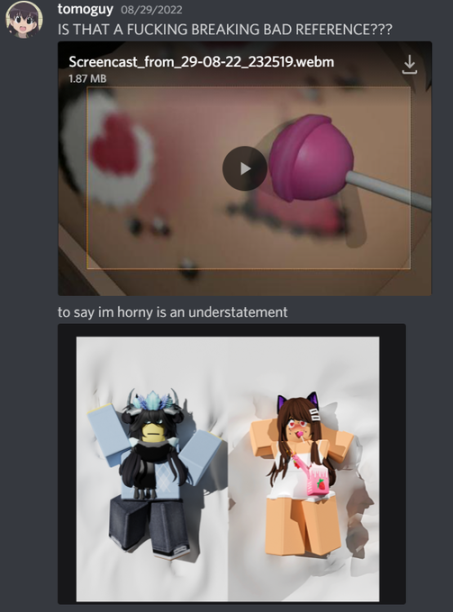 tomoguy 08/29/2022
IS THAT A FUCKING BREAKING BAD REFERENCE???
Screencast_from_29-08-22_232519.webm
1.87 MB
to say im horny is an understatement